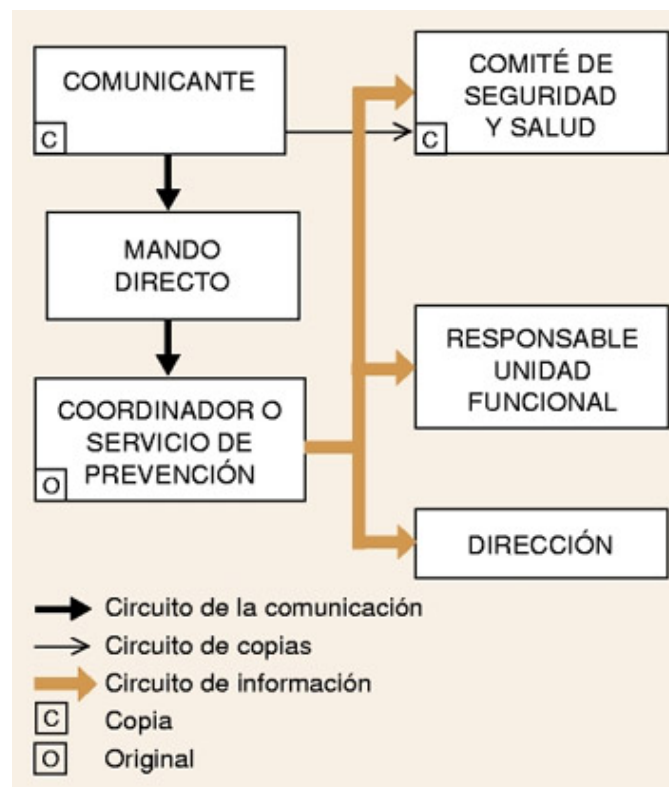 COMUNICANTE
C
COMITÉ DE
SEGURIDAD
Y SALUD
C
MANDO
DIRECTO
RESPONSABLE
UNIDAD
FUNCIONAL
COORDINADOR O
SERVICIO DE
PREVENCIÓN
O
DIRECCIÓN
Circuito de la comunicación
Circuito de copias
Circuito de información
C Copia
O Original